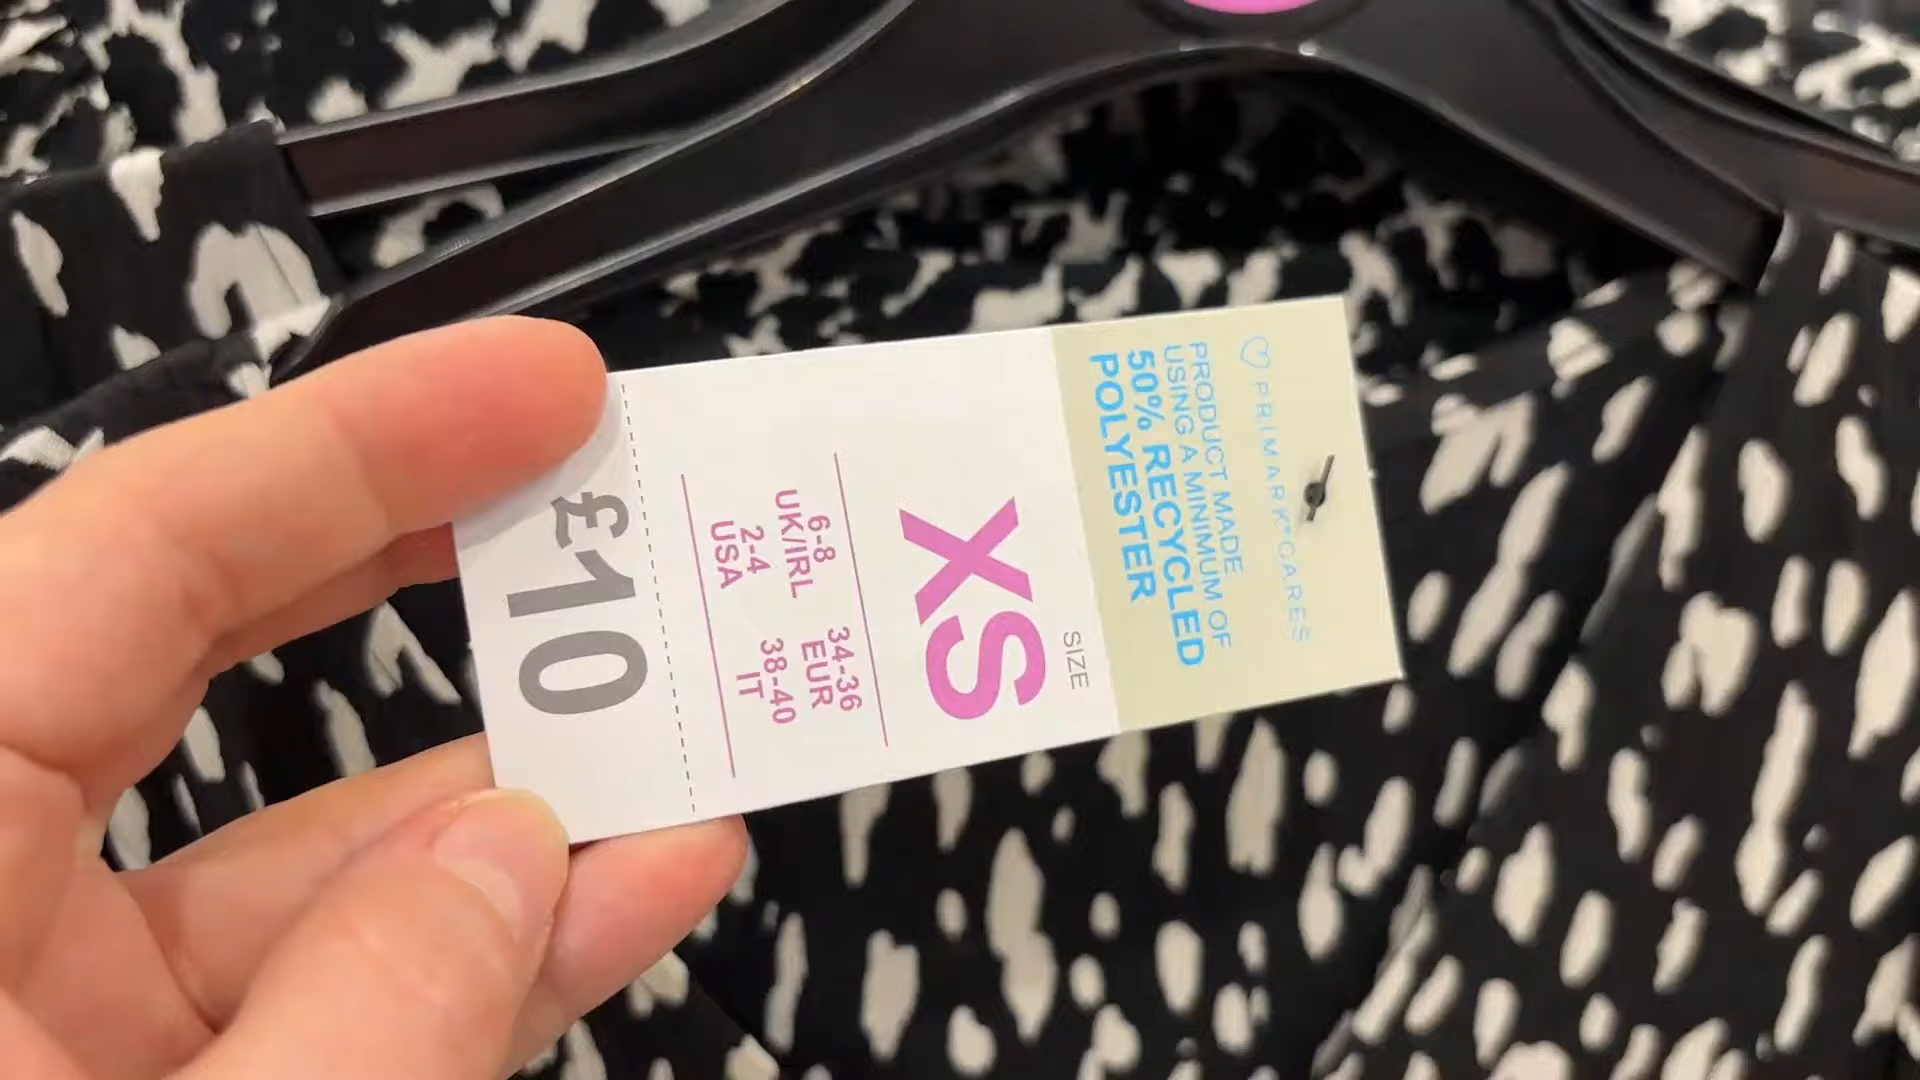 PRIMARK®CARES
PRODUCT MADE
USING A MINIMUM OF
50% RECYCLED
POLYESTER
SIZE
XS
6-8 34-36
UK/IRL EUR
2-4 38-40
USA IT
£10